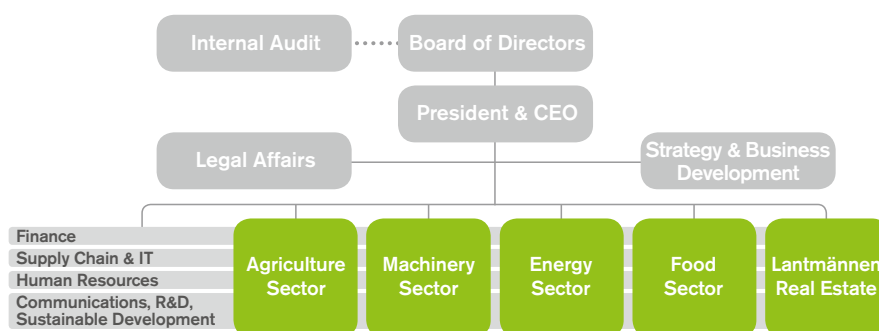 Internal Audit
Board of Directors
President & CEO
Legal Affairs
Strategy & Business
Development
Finance
Supply Chain & IT
Human Resources
Communications, R&D,
Sustainable Development
Agriculture
Sector
Machinery
Sector
Energy
Sector
Food
Sector
Lantmännen
Real Estate